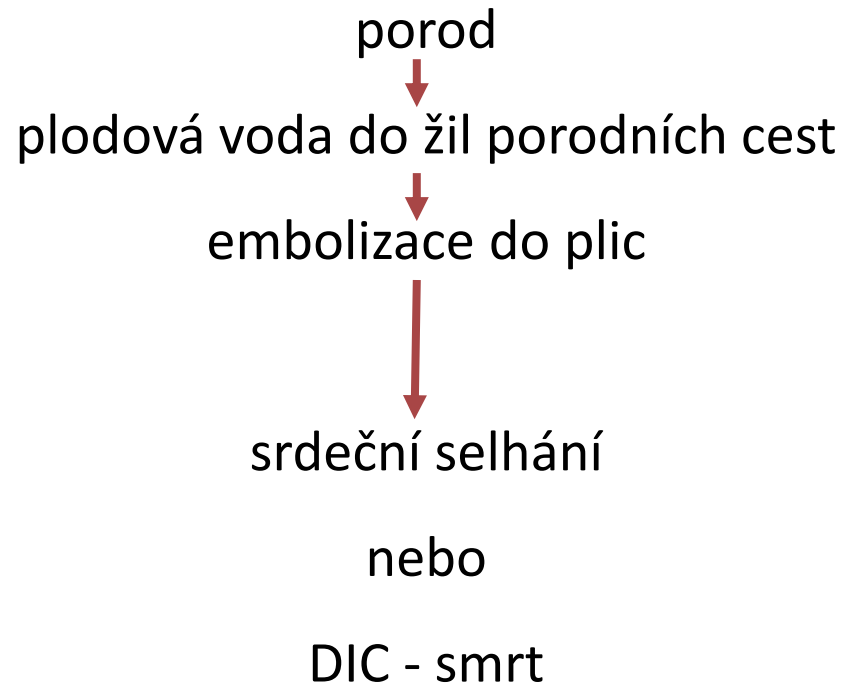 porod
plodová voda do žil porodních cest
embolizace do plic
srdeční selhání
nebo
DIC - smrt